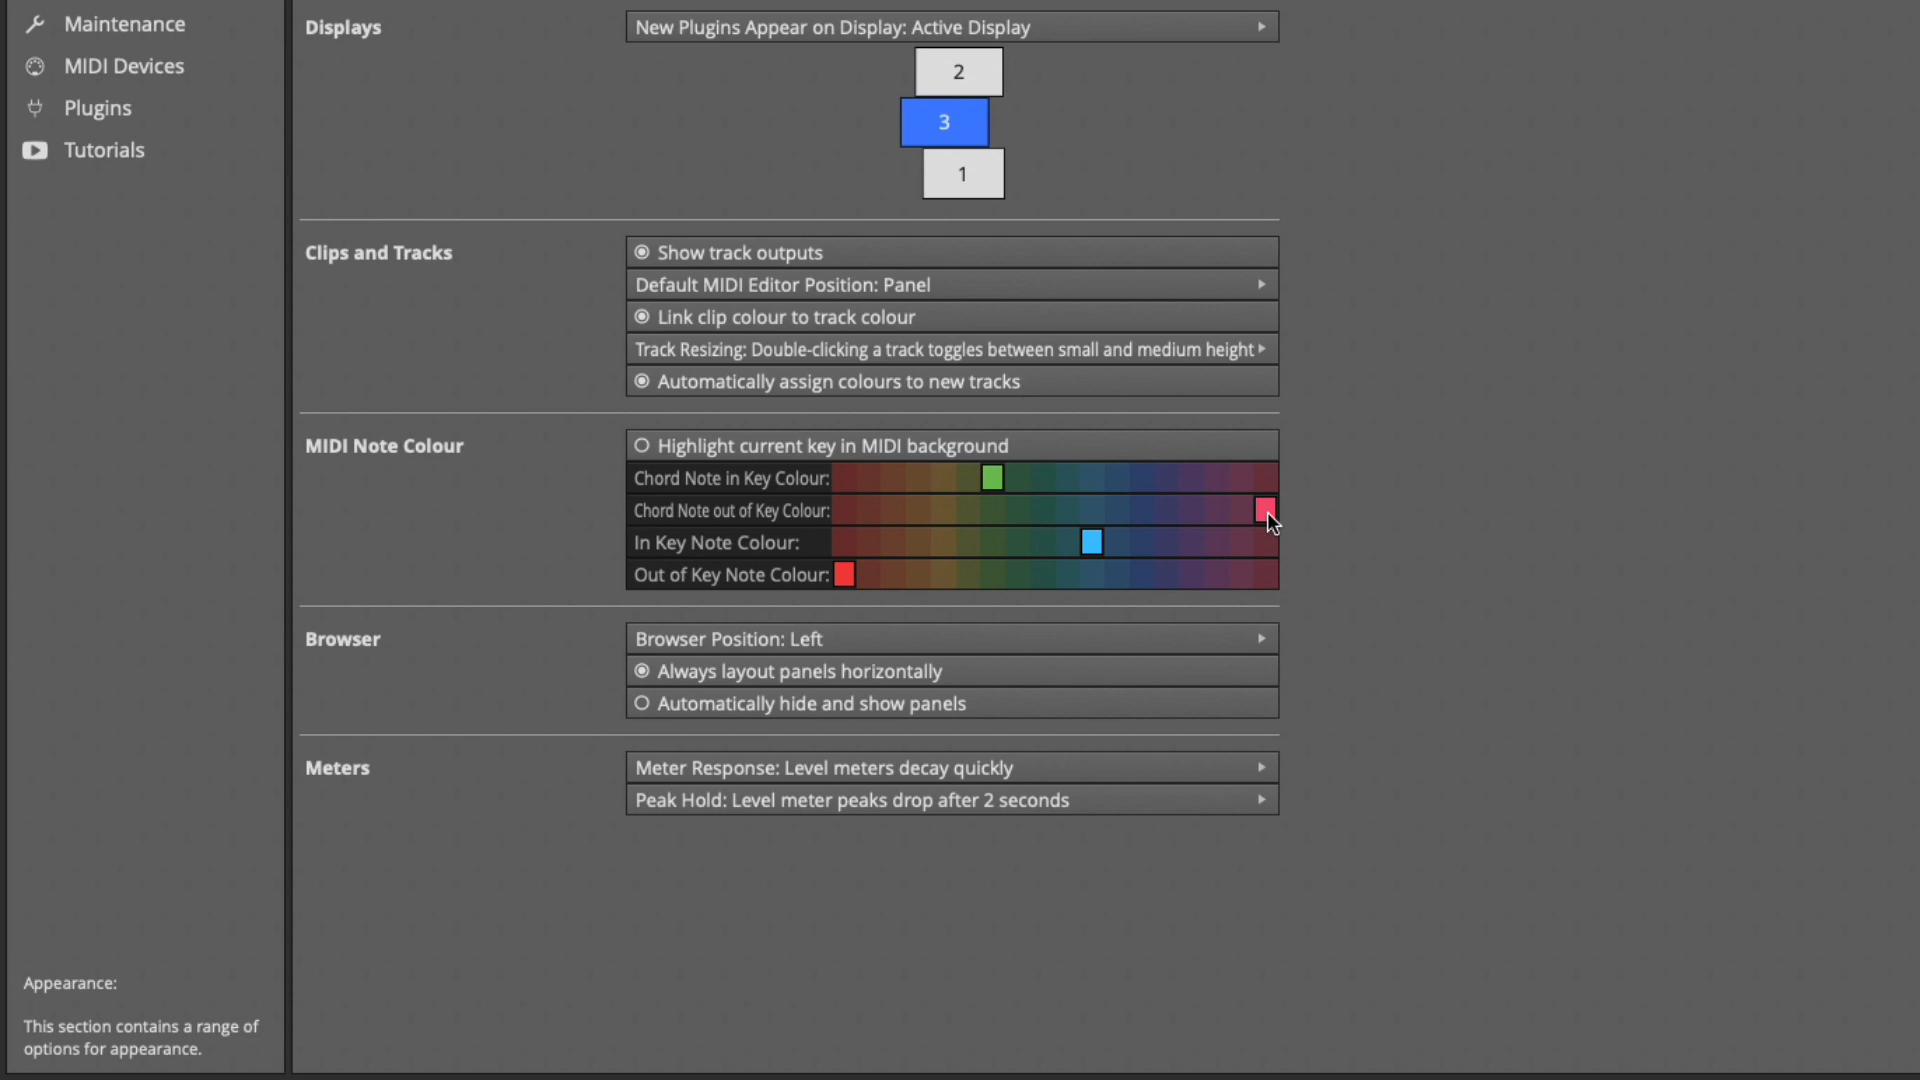 Maintenance
MIDI Devices
Plugins
Tutorials
Appearance:
This section contains a range of
options for appearance.
Displays
New Plugins Appear on Display: Active Display
2
3
1
Clips and Tracks
Show track outputs
Default MIDI Editor Position: Panel
Link clip colour to track colour
Track Resizing: Double-clicking a track toggles between small and medium height
Automatically assign colours to new tracks
MIDI Note Colour
Highlight current key in MIDI background
Chord Note in Key Colour:
Chord Note out of Key Colour:
In Key Note Colour:
Out of Key Note Colour:
Browser
Browser Position: Left
Always layout panels horizontally
Automatically hide and show panels
Meters
Meter Response: Level meters decay quickly
Peak Hold: Level meter peaks drop after 2 seconds